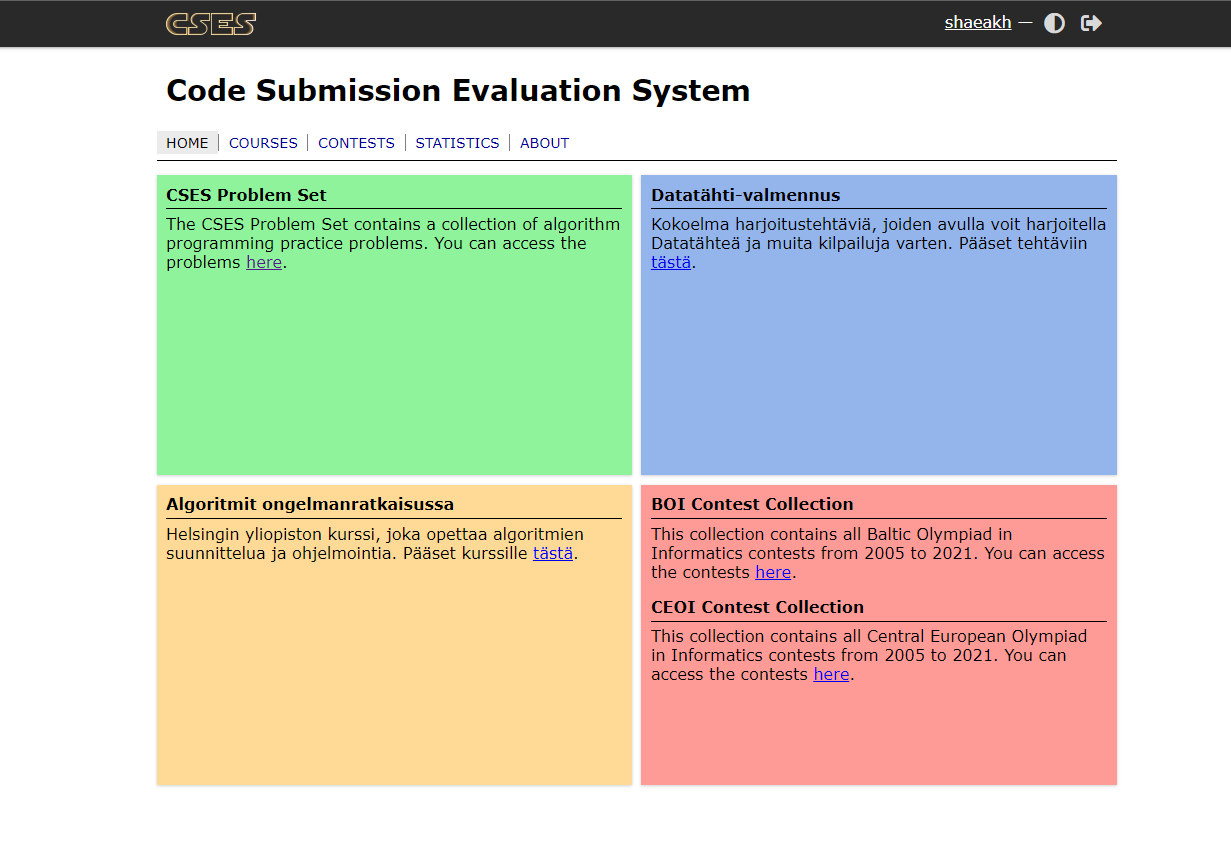 CSES
shaeakh —
Code Submission Evaluation System
HOME
COURSES
CONTESTS
STATISTICS
ABOUT
CSES Problem Set
The CSES Problem Set contains a collection of algorithm
programming practice problems. You can access the
problems here.
Datatähti-valmennus
Kokoelma harjoitustehtäviä, joiden avulla voit harjoitella
Datatähteä ja muita kilpailuja varten. Pääset tehtäviin
tästä.
Algoritmit ongelmanratkaisussa
Helsingin yliopiston kurssi, joka opettaa algoritmien
suunnittelua ja ohjelmointia. Pääset kurssille tästä.
BOI Contest Collection
This collection contains all Baltic Olympiad in
Informatics contests from 2005 to 2021. You can access
the contests here.
CEOI Contest Collection
This collection contains all Central European Olympiad
in Informatics contests from 2005 to 2021. You can
access the contests here.